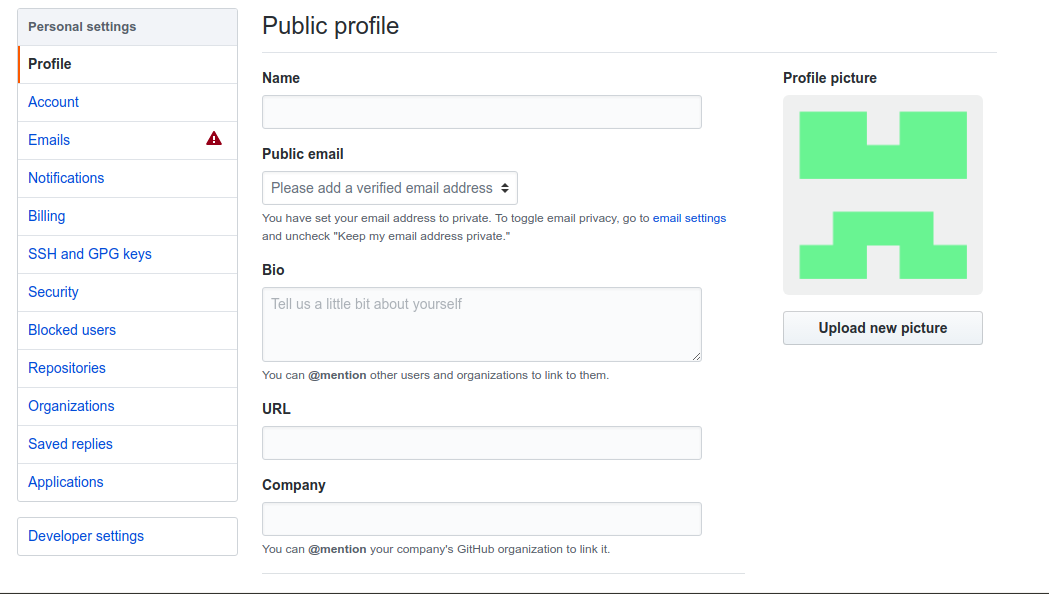 Personal settings
Profile
Account
Emails
Notifications
Billing
SSH and GPG keys
Security
Blocked users
Repositories
Organizations
Saved replies
Applications
Developer settings
Public profile
Name
Public email
Please add a verified email address
You have set your email address to private. To toggle email privacy, go to email settings
and uncheck "Keep my email address private."
Bio
Tell us a little bit about yourself
You can @mention other users and organizations to link to them.
URL
Company
You can @mention your company's GitHub organization to link it.
Profile picture
Upload new picture